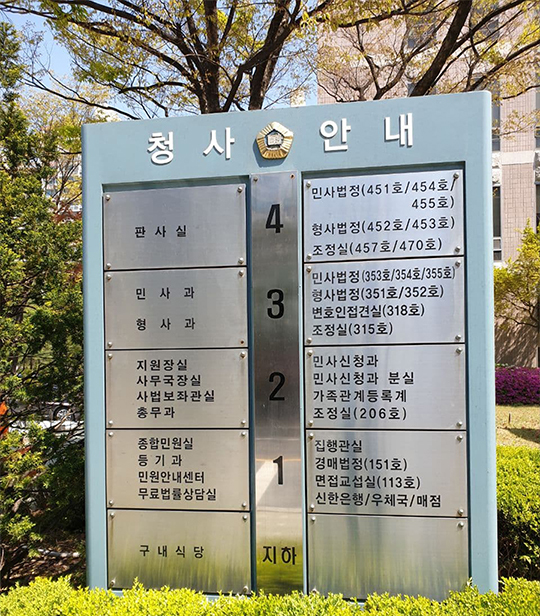 청사 안내
판사실
4
민사법정(451호/454호/
455호)
형사법정(452호/453호)
조정실(457호/470호)
민사과
형사과
3
민사법정(353호/354호/355호)
형사법정(351호/352호)
변호인접견실(318호)
조정실(315호)
지원장실
사무국장실
사법보좌관실
총무과
2
민사신청과
민사신청과 분실
가족관계등록계
조정실(206호)
종합민원실
등기과
민원안내센터
무료법률상담실
1
집행관실
경매법정(151호)
면접교섭실(113호)
신한은행/우체국/매점
구내식당
지하